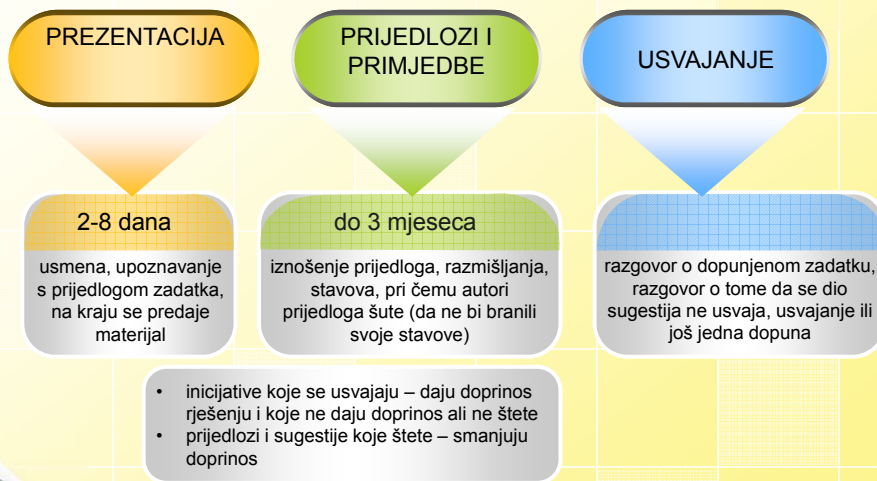 PREZENTACIJA
2-8 dana
usmena, upoznavanje
s prijedlogom zadatka,
na kraju se predaje
materijal
PRIJEDLOZI I
PRIMJEDBE
do 3 mjeseca
iznošenje prijedloga, razmišljanja,
stavova, pri čemu autori
prijedloga šute (da ne bi branili
svoje stavove)
USVAJANJE
razgovor o dopunjenom zadatku,
razgovor o tome da se dio
sugestija ne usvaja, usvajanje ili
još jedna dopuna
• inicijative koje se usvajaju – daju doprinos
rješenju i koje ne daju doprinos ali ne štete
• prijedlozi i sugestije koje štete – smanjuju
doprinos